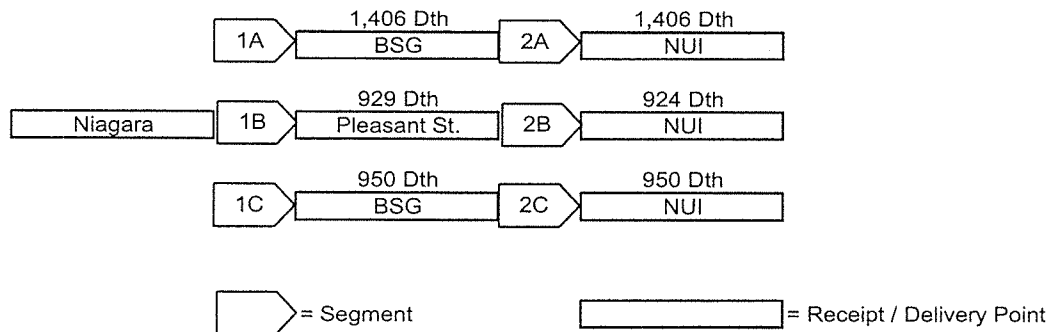 1,406 Dth 1,406 Dth
1A BSG 2A NUI
929 Dth 924 Dth
Niagara 1B Pleasant St. 2B NUI
950 Dth 950 Dth
1C BSG 2C NUI
= Segment = Receipt / Delivery Point